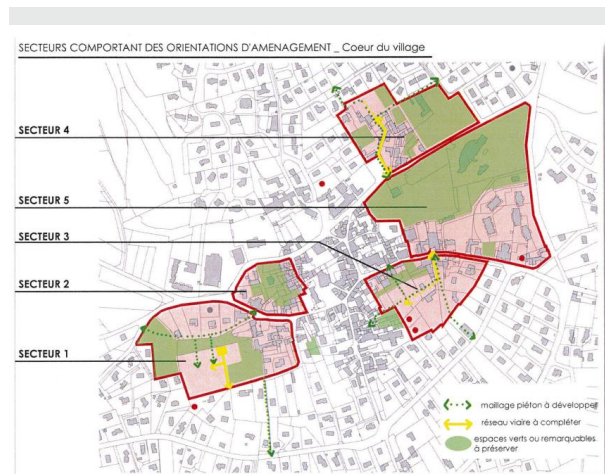 SECTEURS COMPORTANT DES ORIENTATIONS D'AMENAGEMENT _ Coeur du village
SECTEUR 4
SECTEUR 5
SECTEUR 3
SECTEUR 2
SECTEUR 1
maillage piéton à développer
réseau viaire à compléter
espaces verts ou remarquables
à préserver